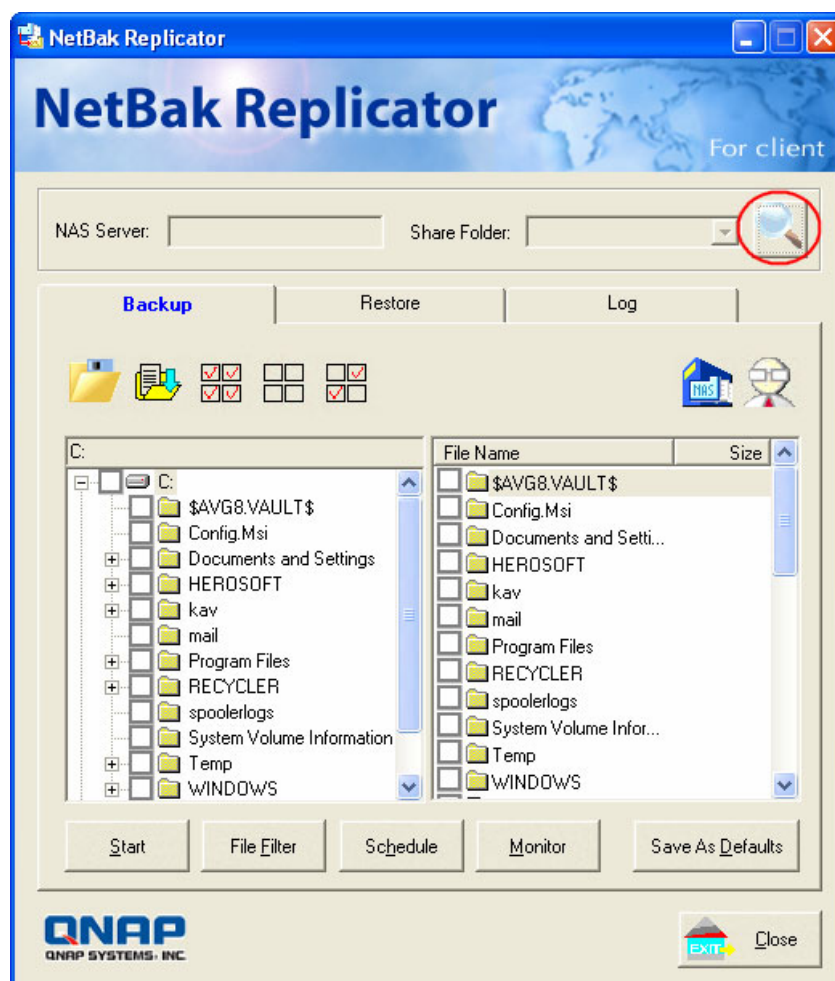 NetBak Replicator
NetBak Replicator
For client
NAS Server:
Share Folder:
Backup
Restore
Log
NAS
C:
C:
$AVG8.VAULT$
Config.Msi
Documents and Settings
HEROSOFT
kav
mail
Program Files
RECYCLER
spoolerlogs
System Volume Information
Temp
WINDOWS
File Name
Size
$AVG8.VAULT$
Config.Msi
Documents and Setti...
HEROSOFT
kav
mail
Program Files
RECYCLER
spoolerlogs
System Volume Infor...
Temp
WINDOWS
Start
File Filter
Schedule
Monitor
Save As Defaults
QNAP
QNAP SYSTEMS, INC.
EXIT
Close